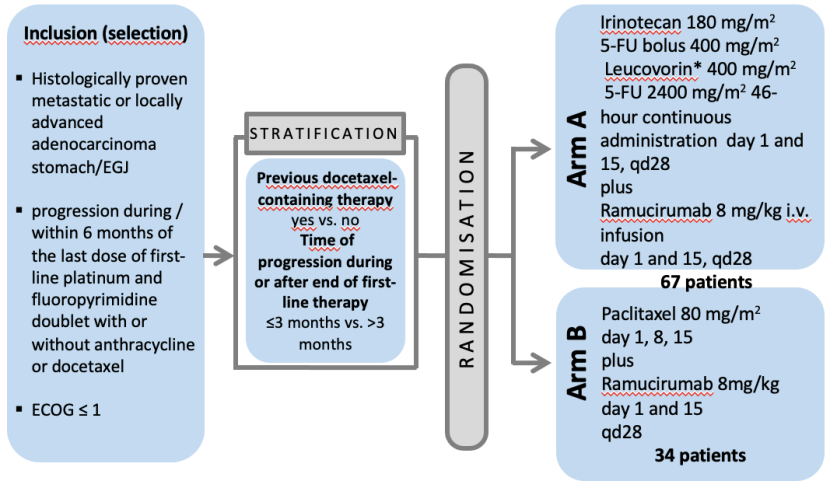 Inclusion (selection)
▪ Histologically proven
metastatic or locally
advanced
adenocarcinoma
stomach/EGJ
▪ progression during /
within 6 months of
the last dose of first-
line platinum and
fluoropyrimidine
doublet with or
without anthracycline
or docetaxel
▪ ECOG ≤ 1
STRATIFICATION
Previous docetaxel-
containing therapy
yes vs. no
Time of
progression during
or after end of first-
line therapy
≤3 months vs. >3
months
RANDOMISATION
Arm A
Irinotecan 180 mg/m²
5-FU bolus 400 mg/m²
Leucovorin* 400 mg/m²
5-FU 2400 mg/m² 46-
hour continuous
administration day 1 and
15, qd28
plus
Ramucirumab 8 mg/kg i.v.
infusion
day 1 and 15, qd28
67 patients
Arm B
Paclitaxel 80 mg/m²
day 1, 8, 15
plus
Ramucirumab 8mg/kg
day 1 and 15
qd28
34 patients